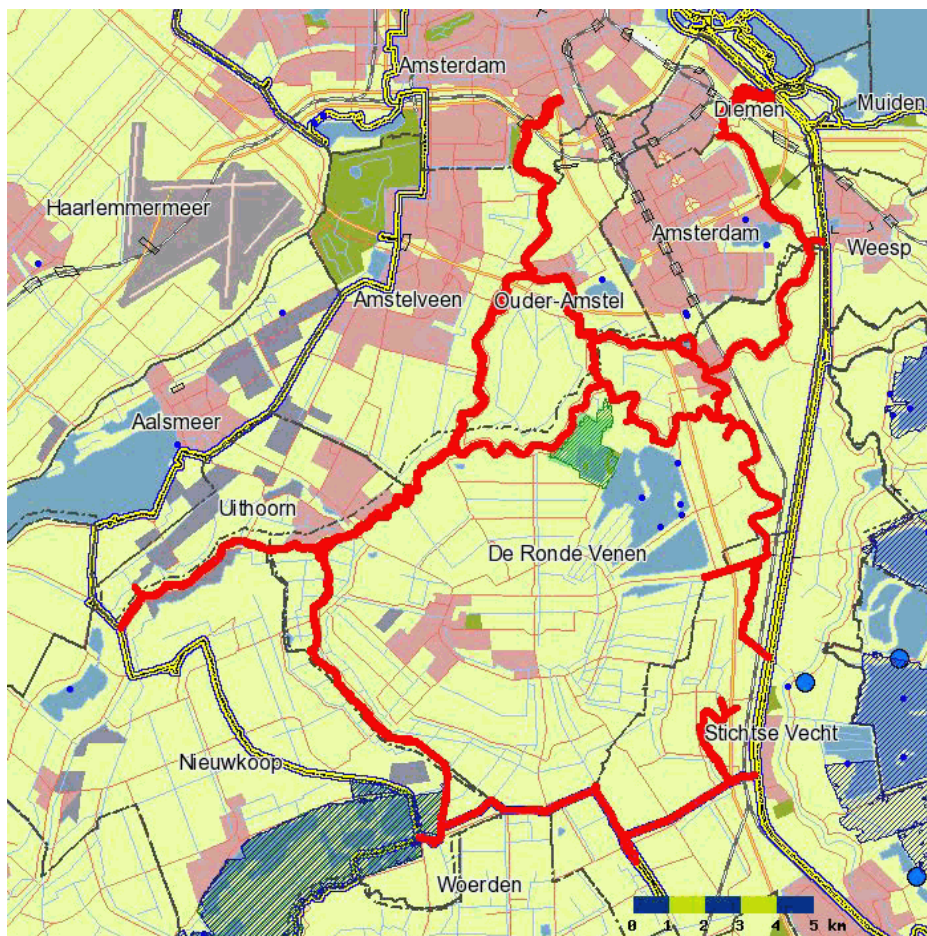 Amsterdam
Diemen
Muiden
Haarlemmermeer
Amsterdam
Weesp
Amstelveen
Ouder-Amstel
Aalsmeer
Uithoorn
De Ronde Venen
Stichtse Vecht
Nieuwkoop
Woerden
0 1 2 3 4 5 km